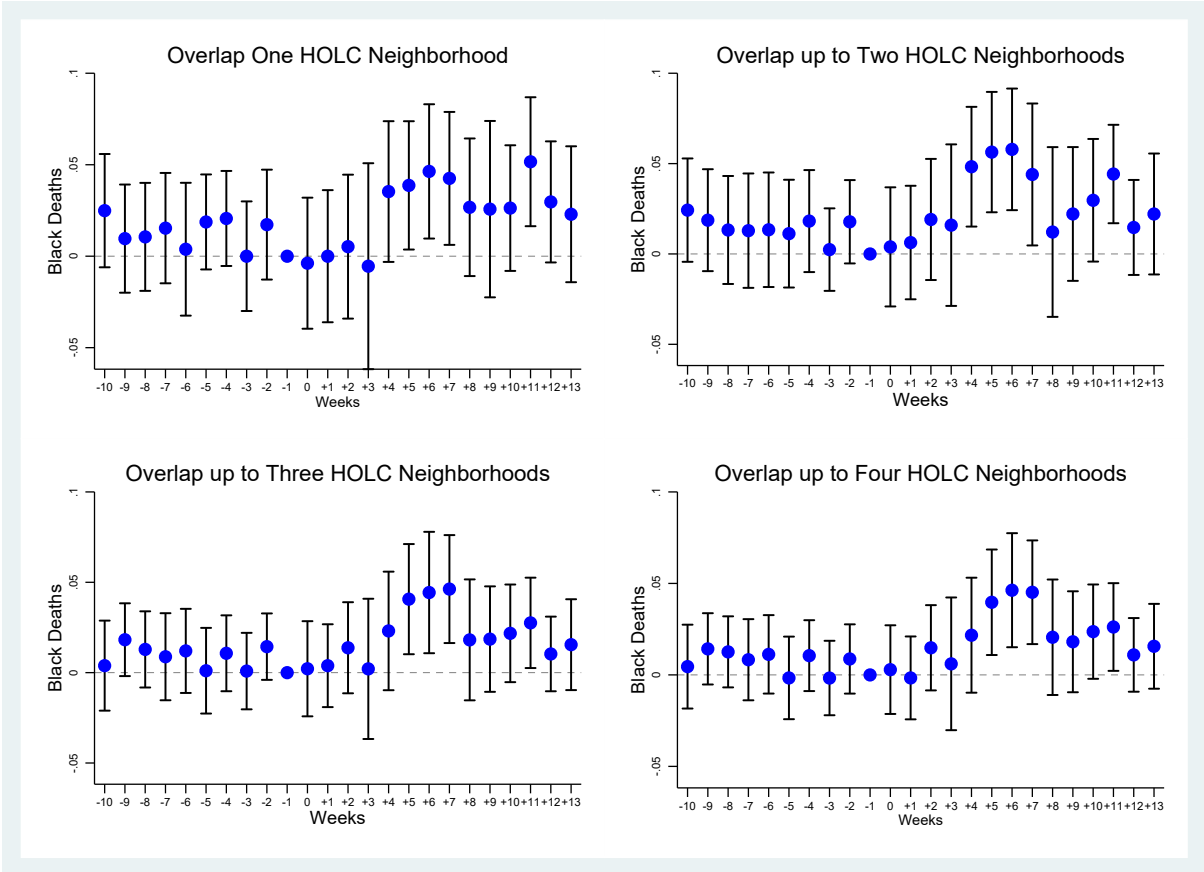 Overlap One HOLC Neighborhood
Black Deaths
.1
.05
0
-.05
-10 -9 -8 -7 -6 -5 -4 -3 -2 -1 0 +1 +2 +3 +4 +5 +6 +7 +8 +9 +10 +11 +12 +13
Weeks
Overlap up to Two HOLC Neighborhoods
Black Deaths
.1
.05
0
-.05
-10 -9 -8 -7 -6 -5 -4 -3 -2 -1 0 +1 +2 +3 +4 +5 +6 +7 +8 +9 +10 +11 +12 +13
Weeks
Overlap up to Three HOLC Neighborhoods
Black Deaths
.1
.05
0
-.05
-10 -9 -8 -7 -6 -5 -4 -3 -2 -1 0 +1 +2 +3 +4 +5 +6 +7 +8 +9 +10 +11 +12 +13
Weeks
Overlap up to Four HOLC Neighborhoods
Black Deaths
.1
.05
0
-.05
-10 -9 -8 -7 -6 -5 -4 -3 -2 -1 0 +1 +2 +3 +4 +5 +6 +7 +8 +9 +10 +11 +12 +13
Weeks